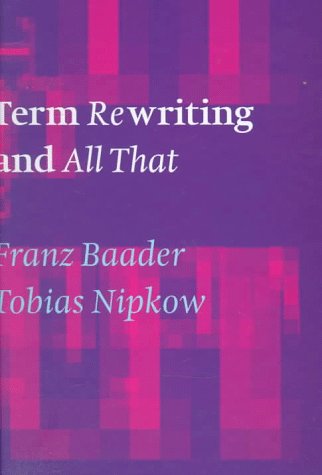 Term Rewriting
and All That
Franz Baader
Tobias Nipkow